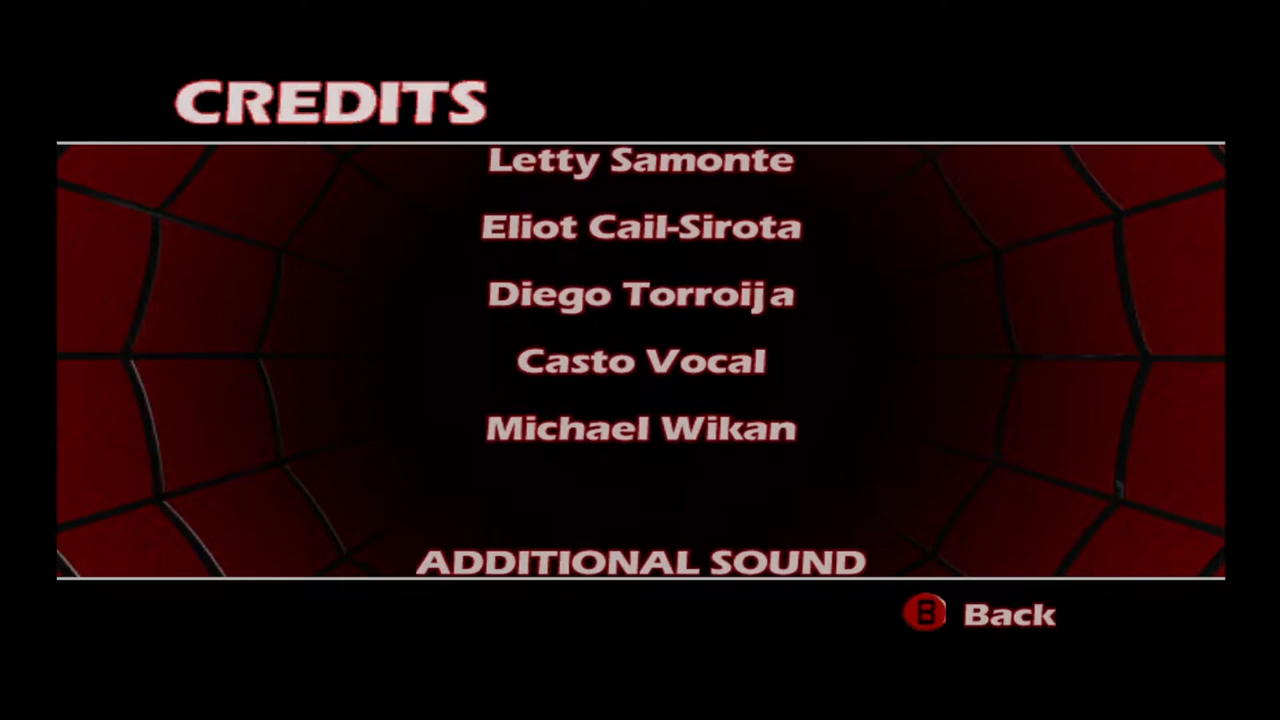 CREDITS
Letty Samonte
Eliot Cail-Sirota
Diego Torroija
Casto Vocal
Michael Wikan
ADDITIONAL SOUND
B Back